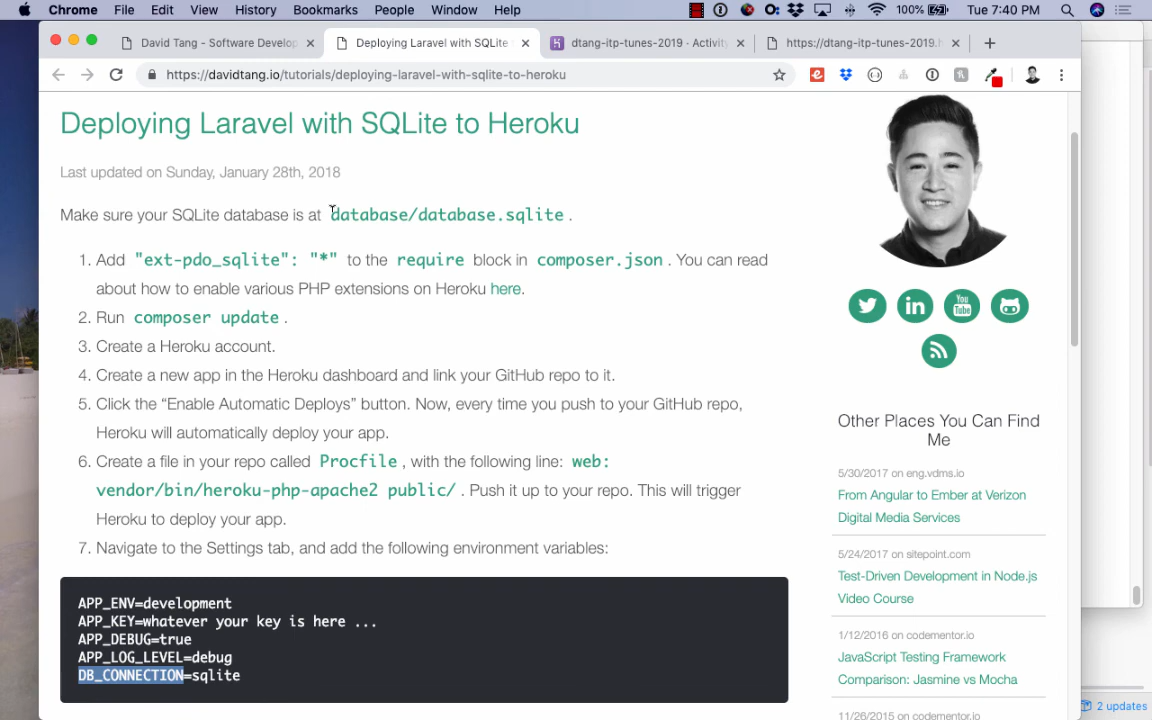 Chrome File Edit View History Bookmarks People Window Help 100% Tue 7:40 PM
David Tang - Software Develop
Deploying Laravel with SQLite
dtang-itp-tunes-2019 · Activity
https://dtang-itp-tunes-2019.h
https://davidtang.io/tutorials/deploying-laravel-with-sqlite-to-heroku
Deploying Laravel with SQLite to Heroku
Last updated on Sunday, January 28th, 2018
Make sure your SQLite database is at database/database.sqlite .
1. Add "ext-pdo_sqlite": "*" to the require block in composer.json . You can read
about how to enable various PHP extensions on Heroku here.
2. Run composer update .
3. Create a Heroku account.
4. Create a new app in the Heroku dashboard and link your GitHub repo to it.
5. Click the “Enable Automatic Deploys” button. Now, every time you push to your GitHub repo,
Heroku will automatically deploy your app.
6. Create a file in your repo called Procfile , with the following line: web:
vendor/bin/heroku-php-apache2 public/ . Push it up to your repo. This will trigger
Heroku to deploy your app.
7. Navigate to the Settings tab, and add the following environment variables:
APP_ENV=development
APP_KEY=whatever your key is here ...
APP_DEBUG=true
APP_LOG_LEVEL=debug
DB_CONNECTION=sqlite
You Tube
Other Places You Can Find
Me
5/30/2017 on eng.vdms.io
From Angular to Ember at Verizon
Digital Media Services
5/24/2017 on sitepoint.com
Test-Driven Development in Node.js
Video Course
1/12/2016 on codementor.io
JavaScript Testing Framework
Comparison: Jasmine vs Mocha
11/26/2015 on codementor.io
2 updates